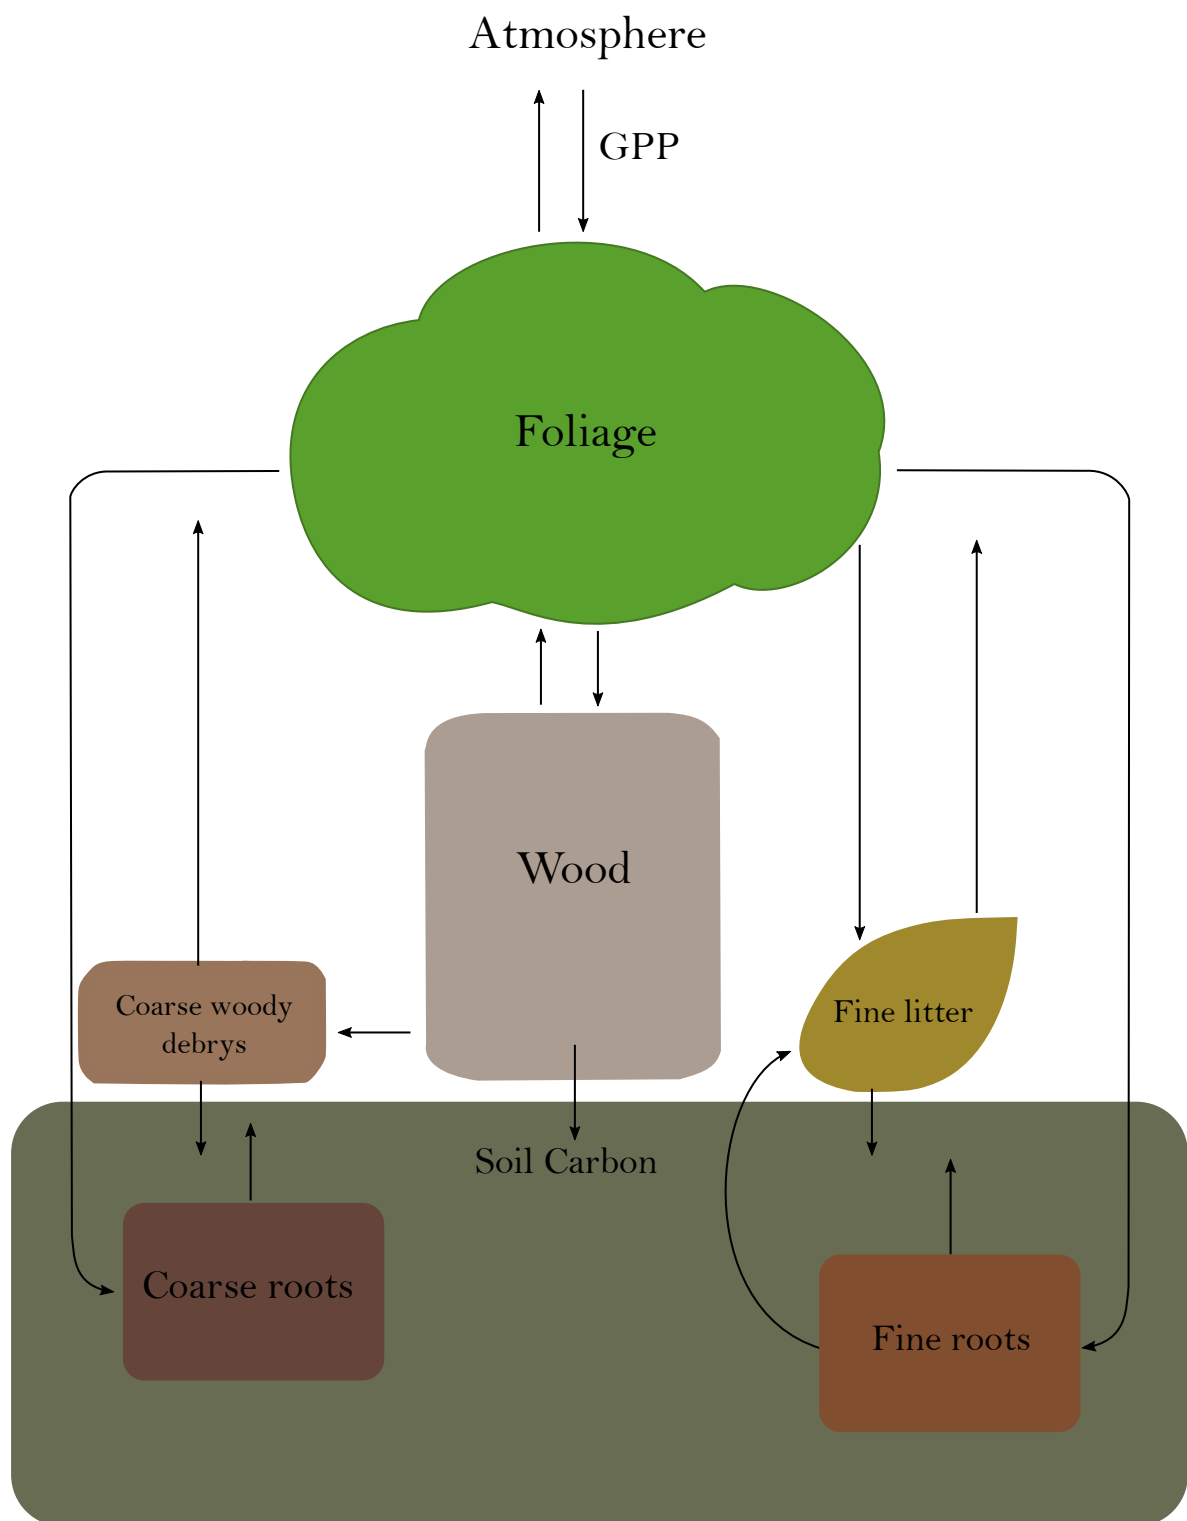 Atmosphere
GPP
Foliage
Wood
Coarse woody
debrys
Fine litter
Soil Carbon
Coarse roots
Fine roots